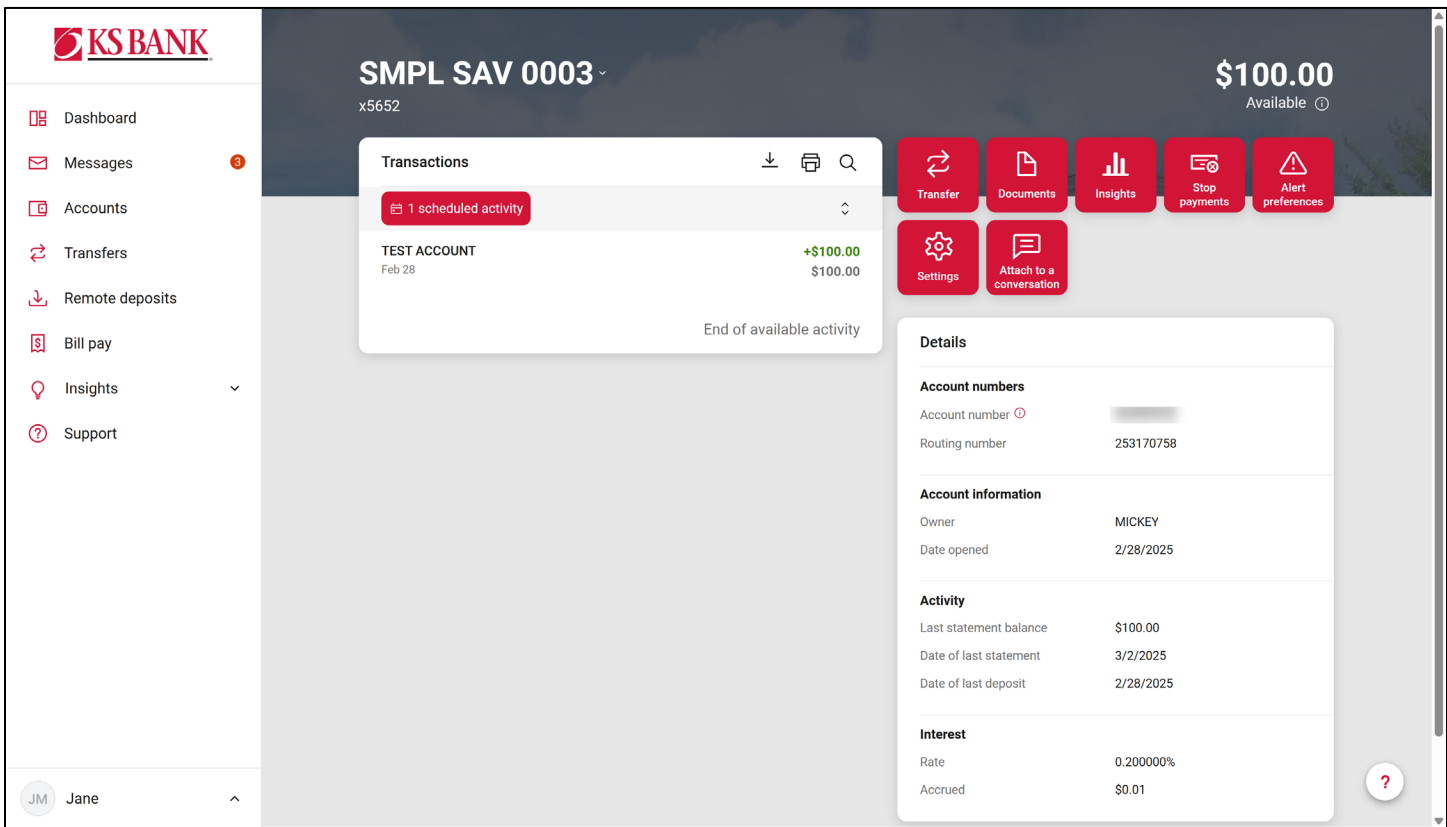 KS BANK
Dashboard
Messages
3
Accounts
Transfers
Remote deposits
Bill pay
Insights
Support
JM
Jane
SMPL SAV 0003
x5652
$100.00
Available
Transactions
1 scheduled activity
TEST ACCOUNT
+$100.00
Feb 28
$100.00
End of available activity
Transfer
Documents
Insights
Stop
payments
Alert
preferences
Settings
Attach to a
conversation
Details
Account numbers
Account number
Routing number
253170758
Account information
Owner
MICKEY
Date opened
2/28/2025
Activity
Last statement balance
$100.00
Date of last statement
3/2/2025
Date of last deposit
2/28/2025
Interest
Rate
0.200000%
Accrued
$0.01
?